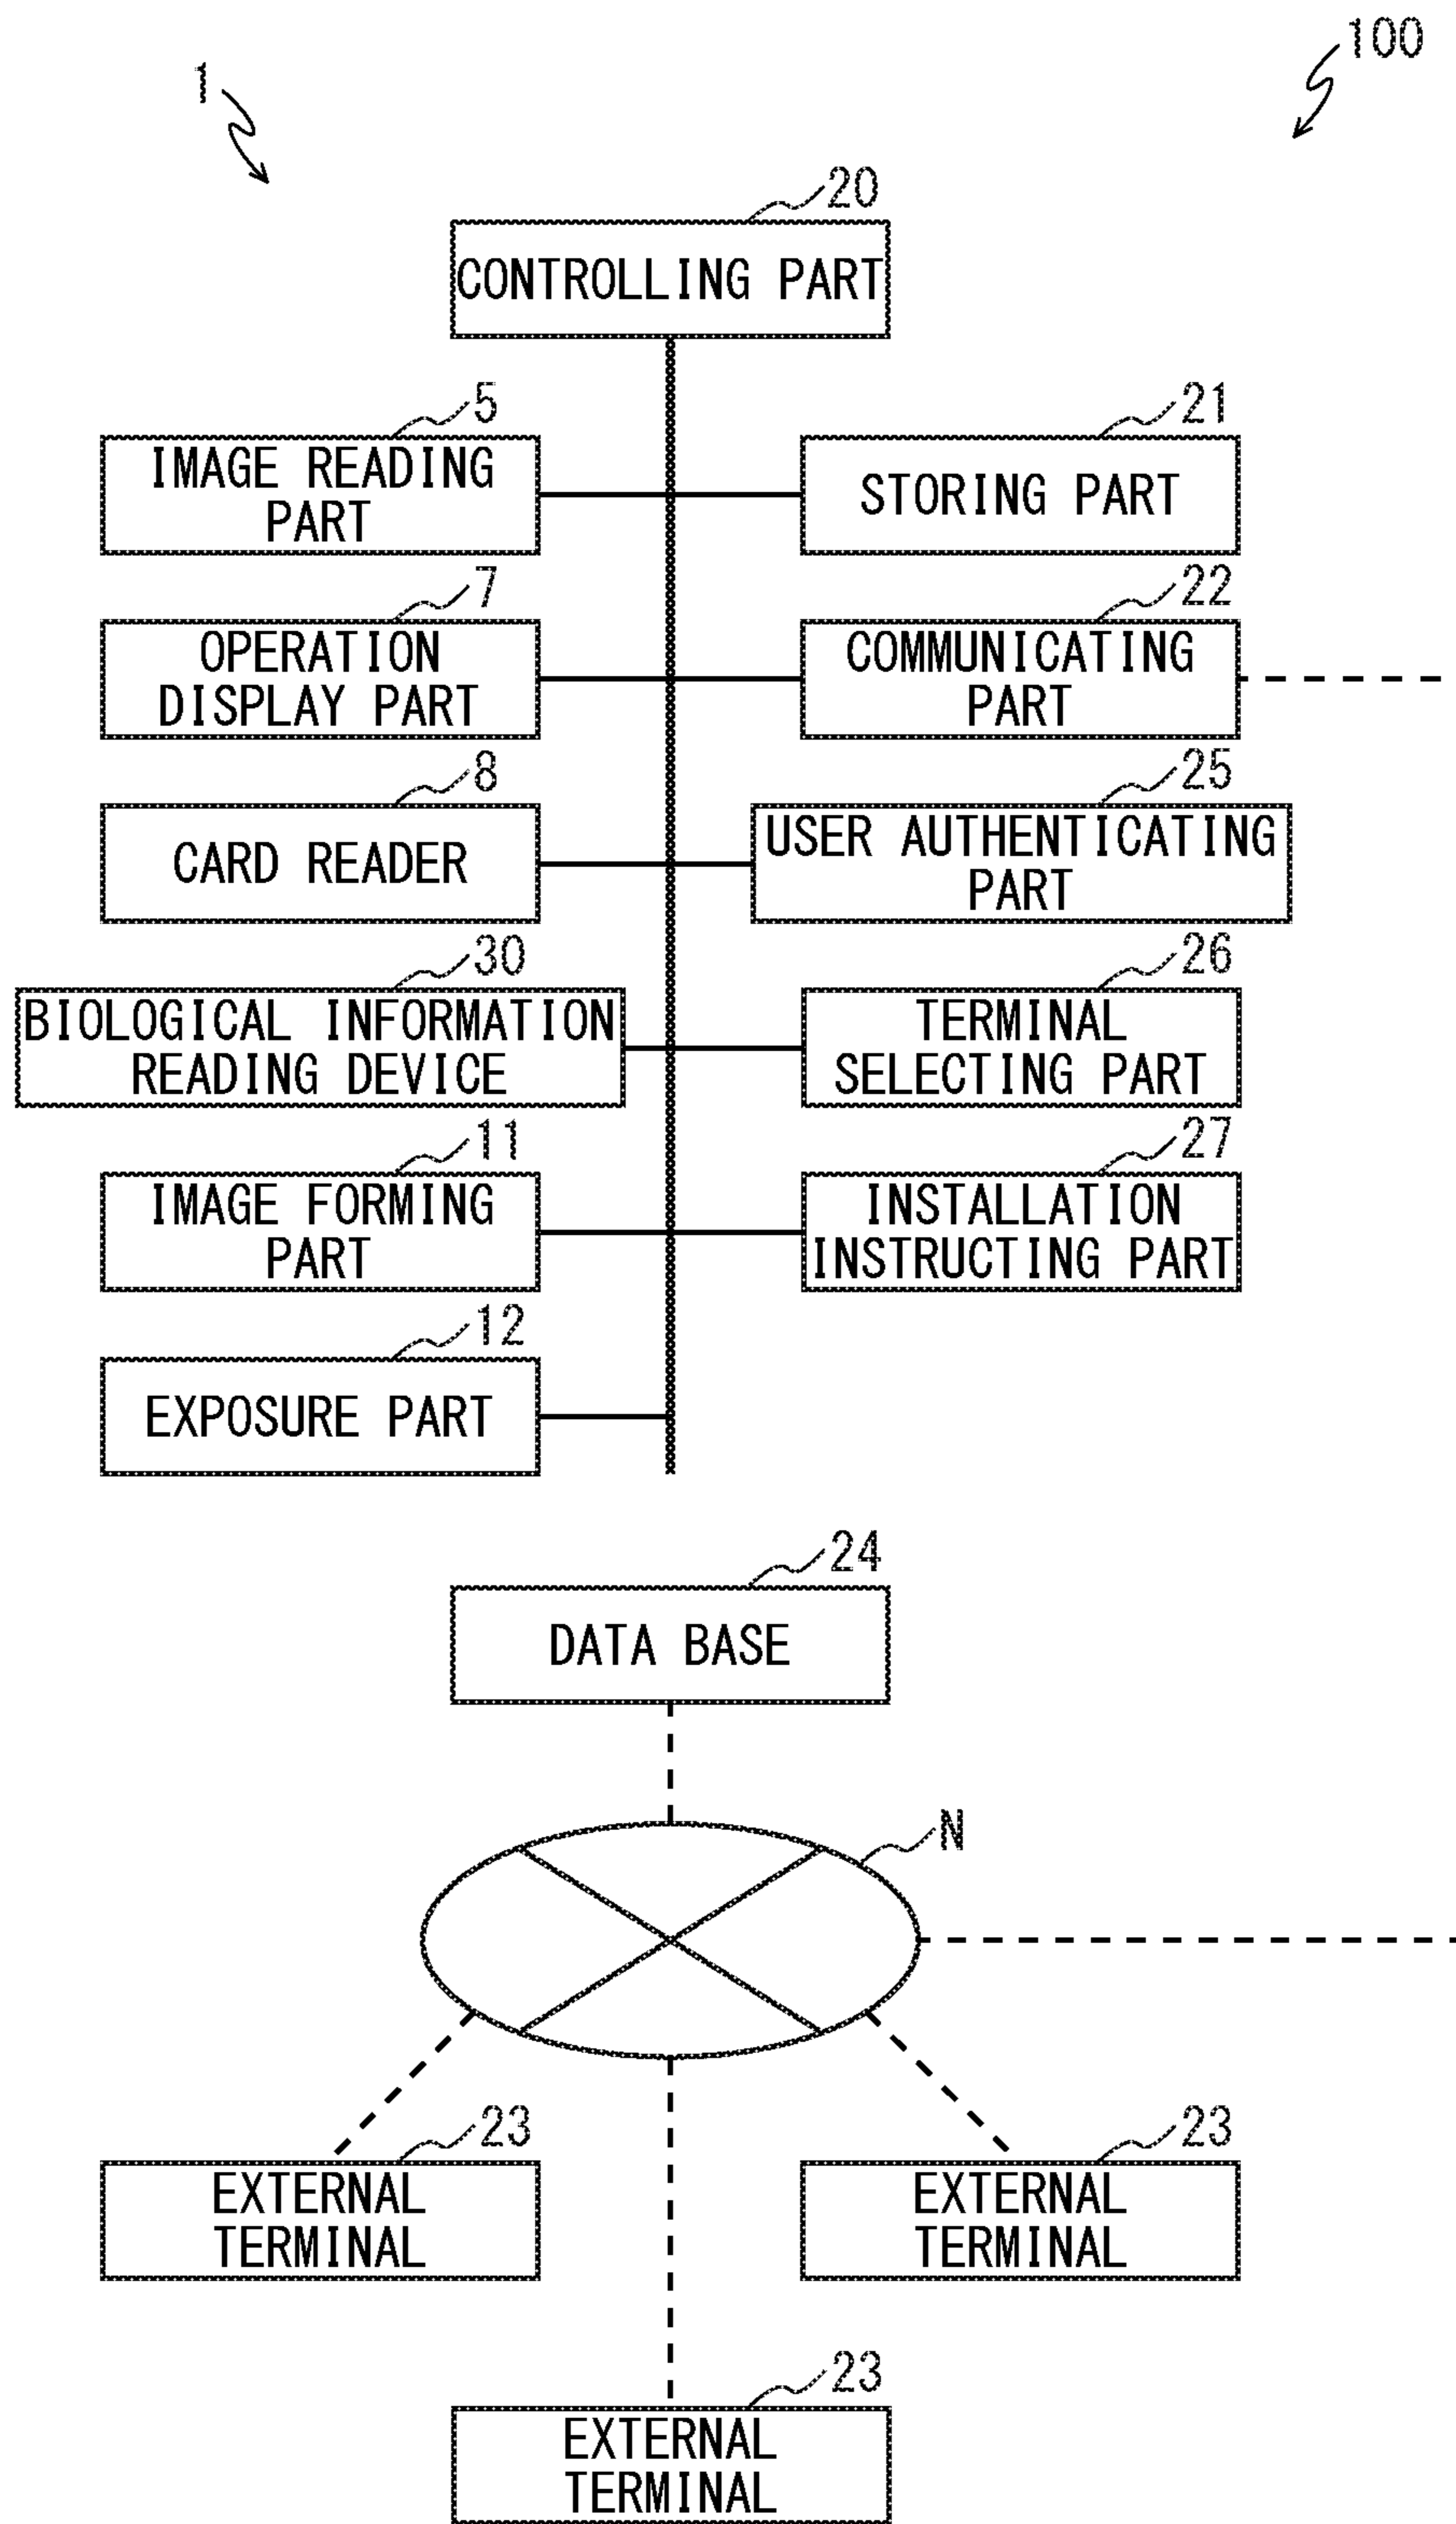 100
1
20
CONTROLLING PART
5
IMAGE READING
PART
21
STORING PART
7
OPERATION
DISPLAY PART
22
COMMUNICATING
PART
8
CARD READER
25
USER AUTHENTICATING
PART
30
BIOLOGICAL INFORMATION
READING DEVICE
26
TERMINAL
SELECTING PART
11
IMAGE FORMING
PART
27
INSTALLATION
INSTRUCTING PART
12
EXPOSURE PART
24
DATA BASE
N
23
EXTERNAL
TERMINAL
23
EXTERNAL
TERMINAL
23
EXTERNAL
TERMINAL